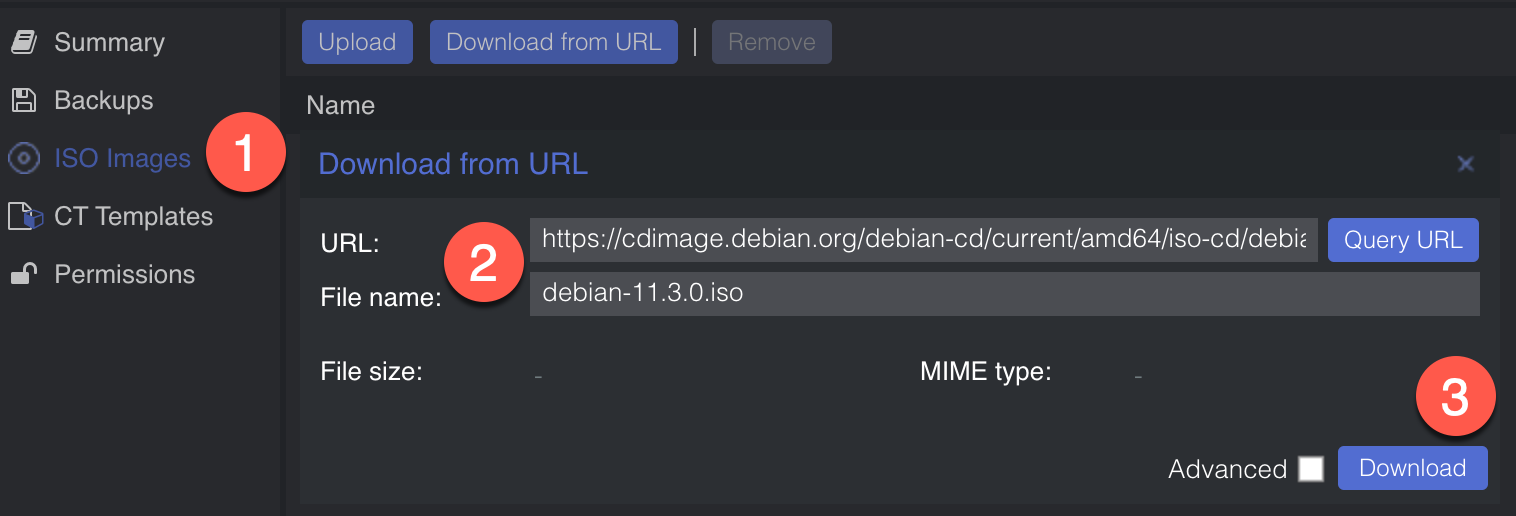 Summary
Backups
ISO Images
CT Templates
Permissions
1
Upload Download from URL Remove
Name
Download from URL
2
URL: https://cdimage.debian.org/debian-cd/current/amd64/iso-cd/debia Query URL
File name: debian-11.3.0.iso
File size: - MIME type: -
3
Advanced Download